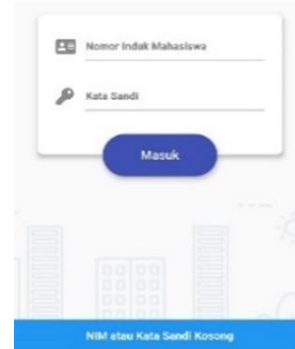 Nomor Induk Mahasiswa
Kata Sandi
Masuk
NIM atau Kata Sandi Kosong